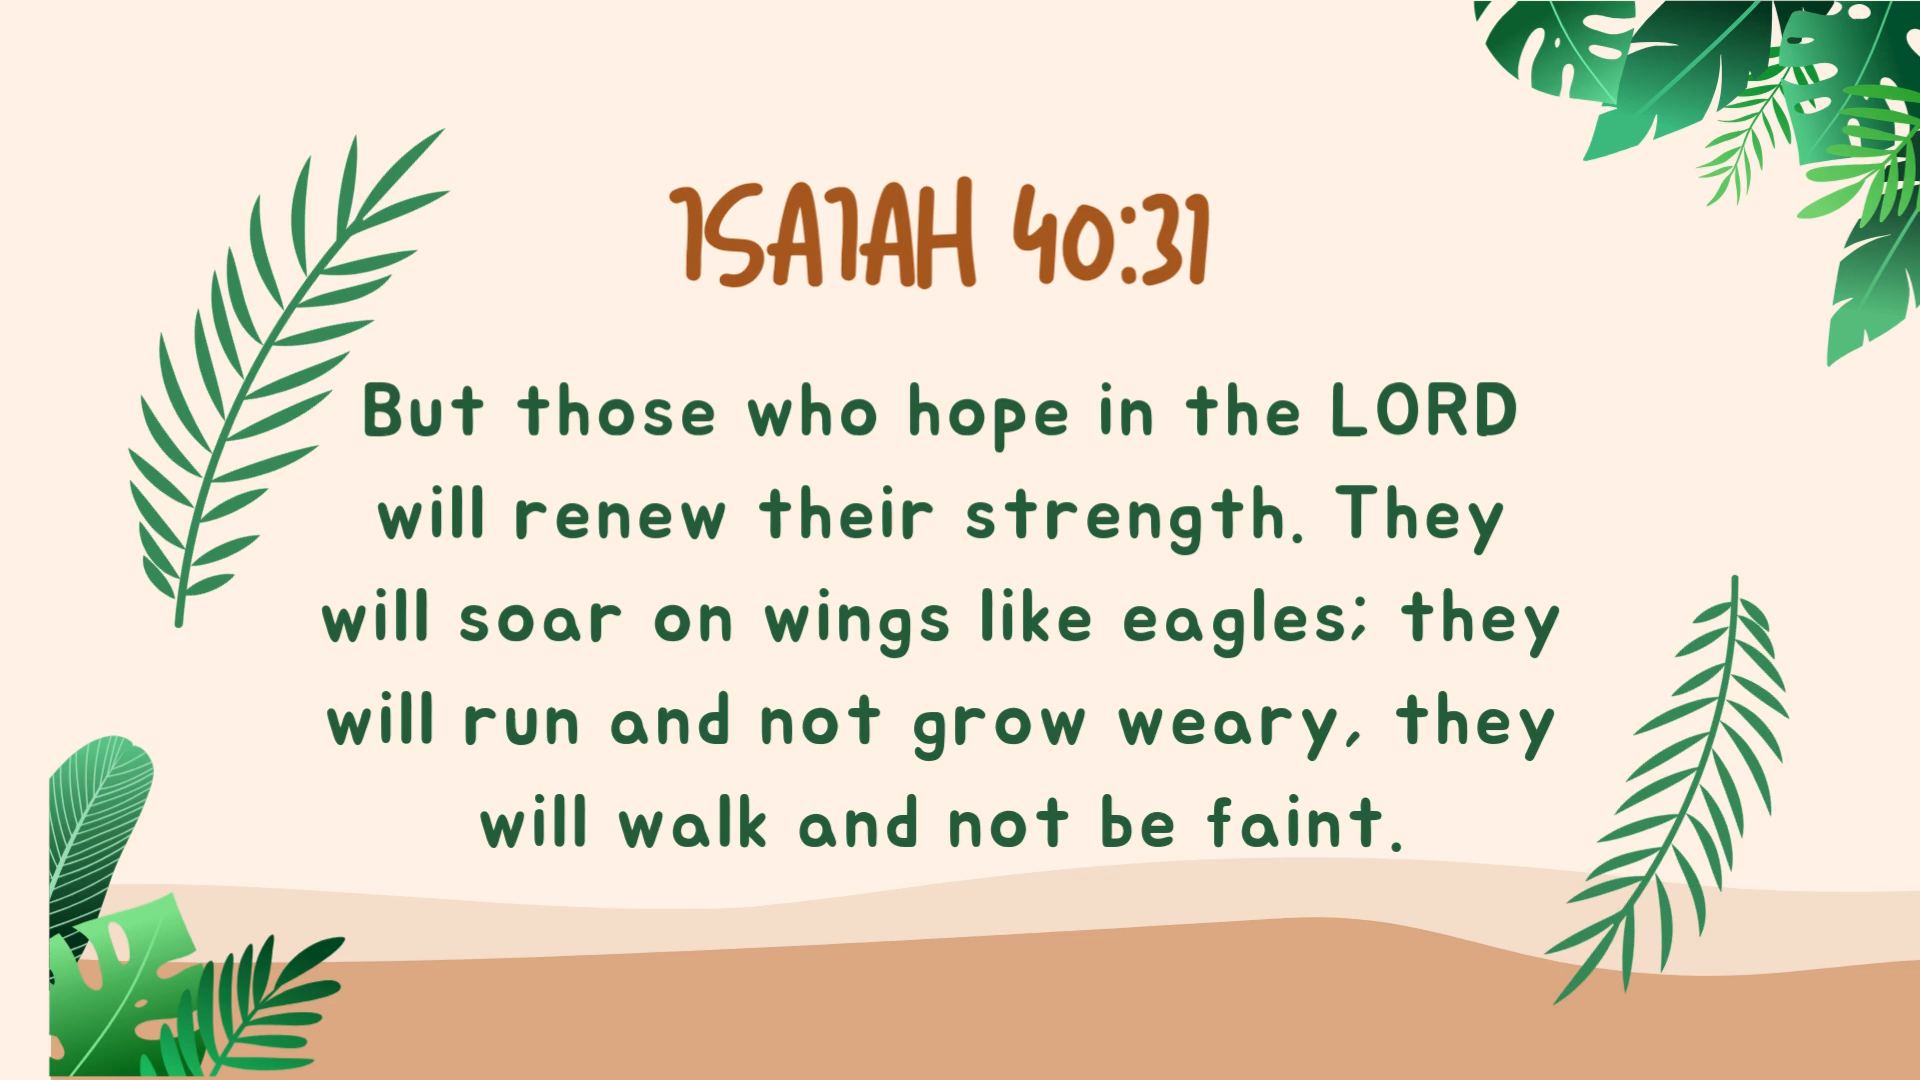 ISAIAH 40:31
But those who hope in the LORD
will renew their strength. They
will soar on wings like eagles; they
will run and not grow weary, they
will walk and not be faint.